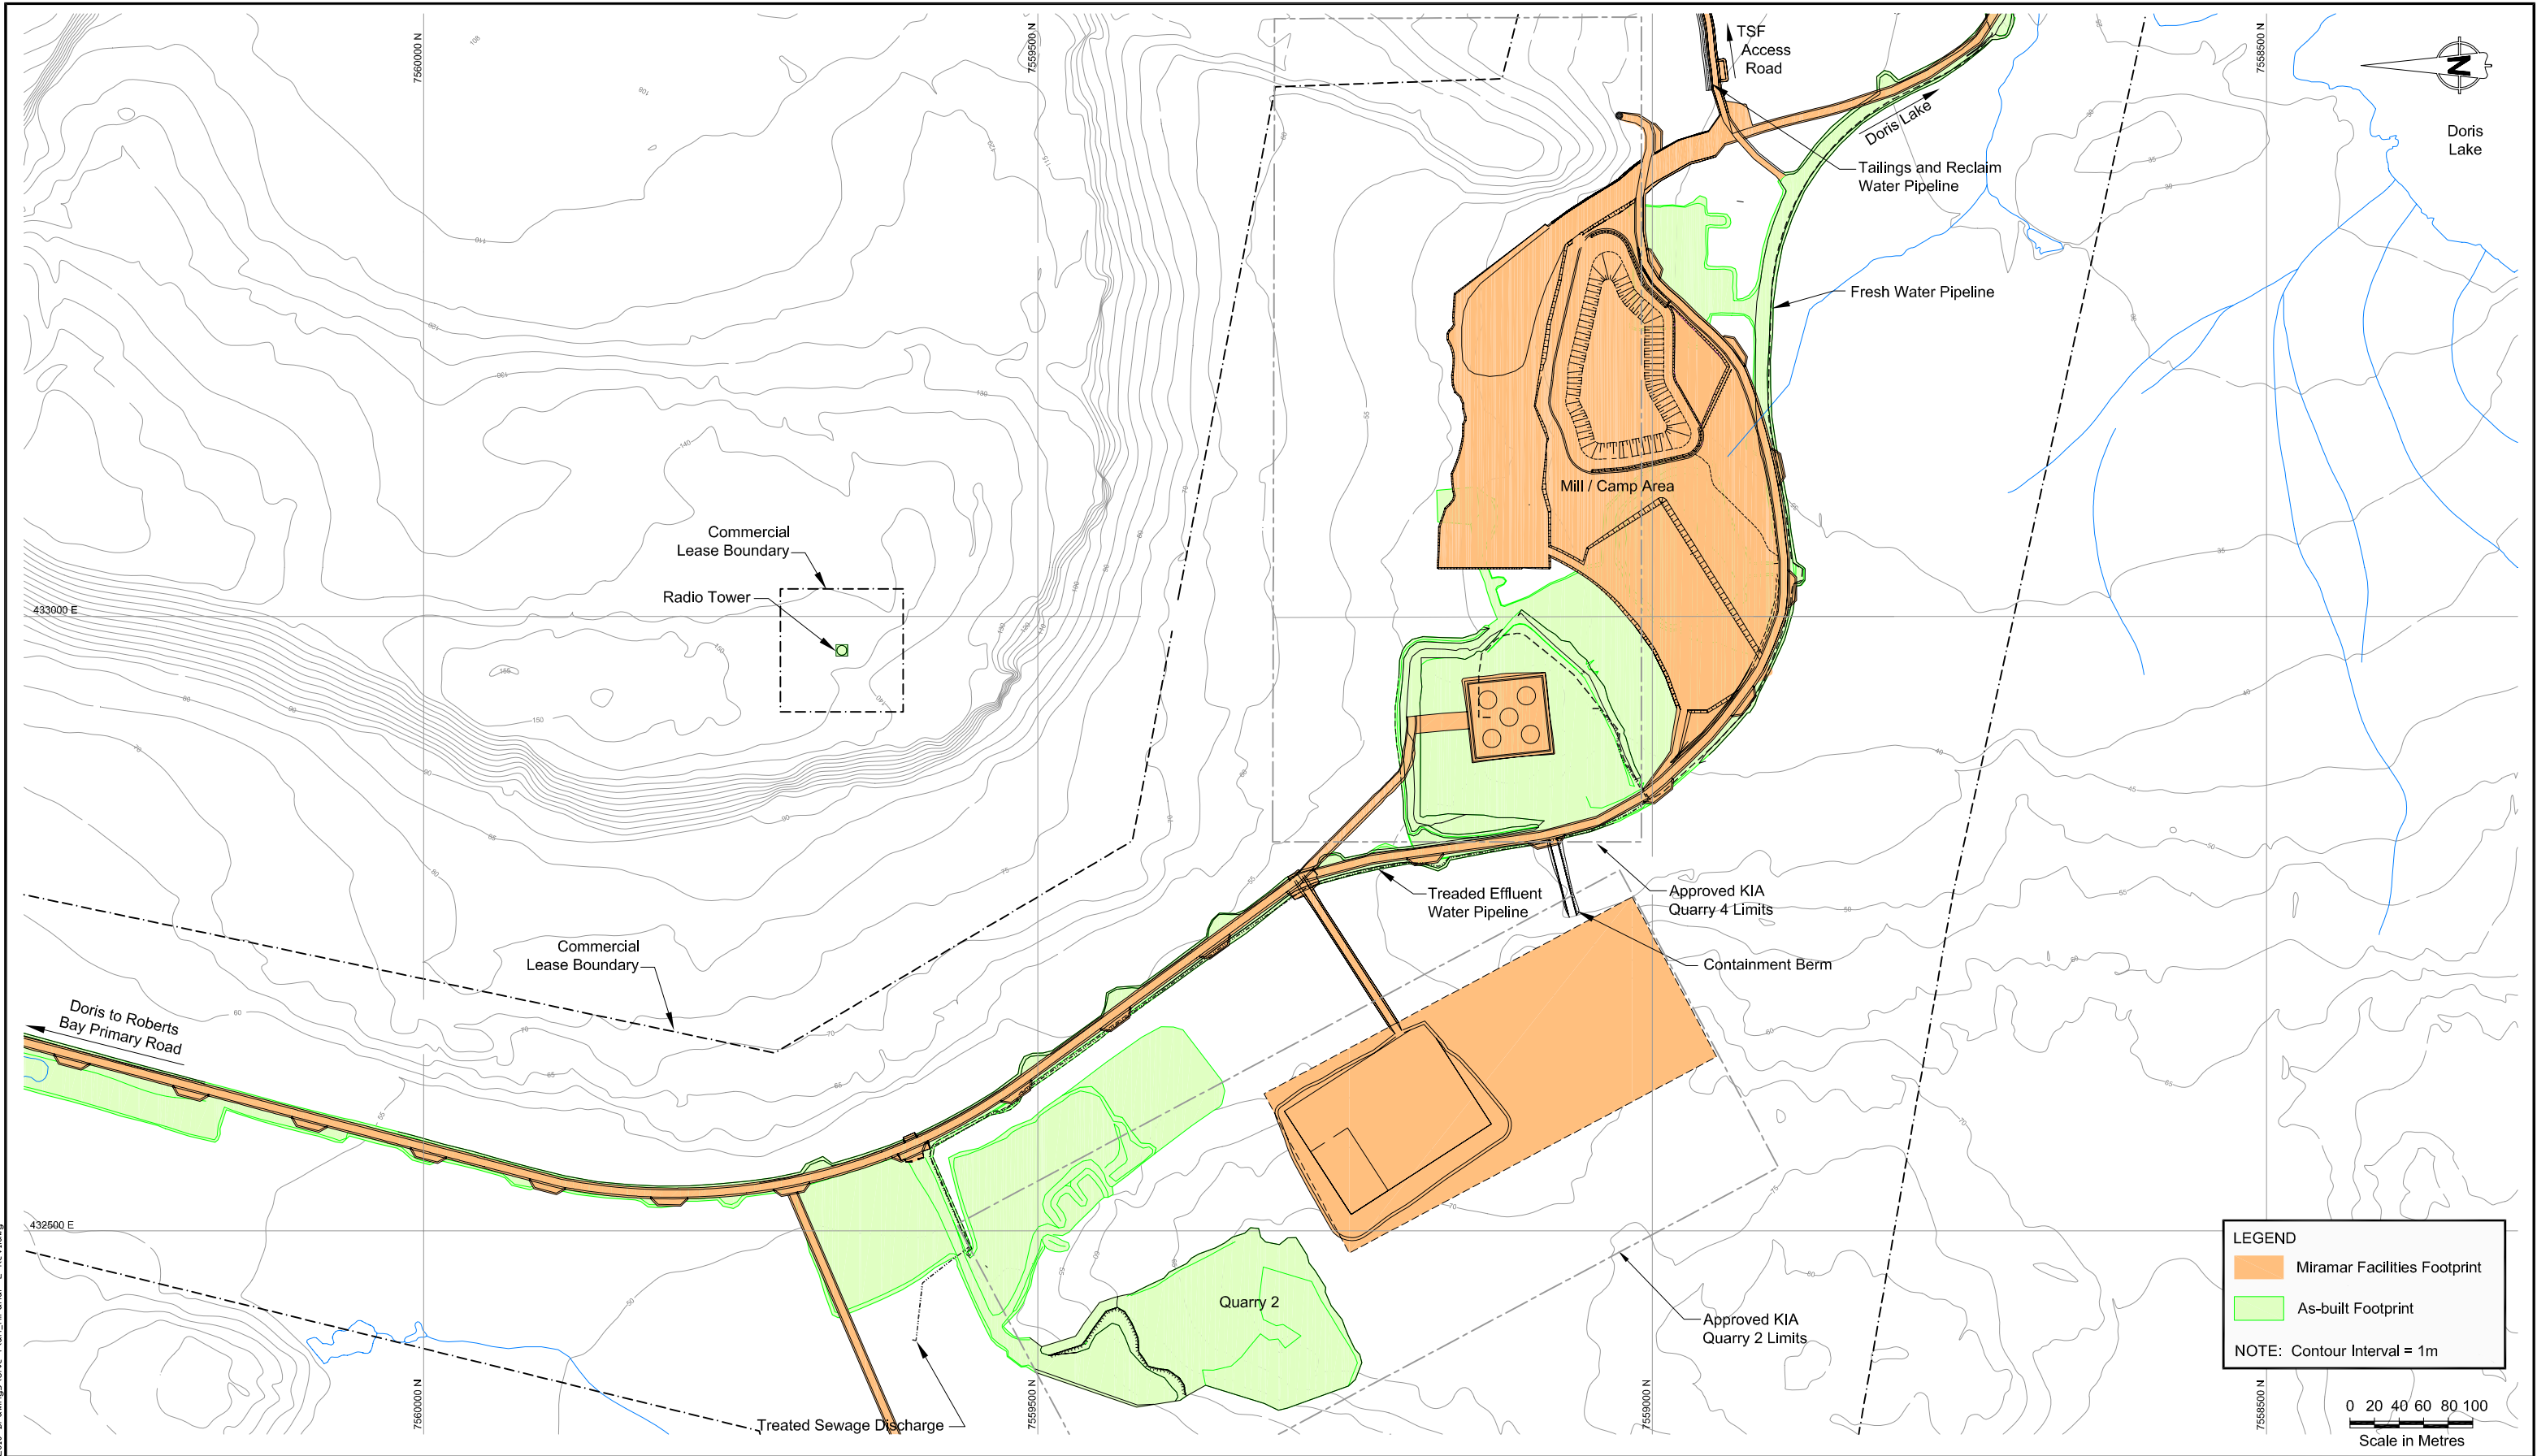 7560000 N
7559500 N
7558500 N
TSF
Access
Road
N
Doris
Lake
Doris Lake
Tailings and Reclaim
Water Pipeline
Fresh Water Pipeline
Mill / Camp Area
Commercial
Lease Boundary
Radio Tower
433000 E
Treaded Effluent
Water Pipeline
Approved KIA
Quarry 4 Limits
Containment Berm
Commercial
Lease Boundary
Doris to Roberts
Bay Primary Road
432500 E
Quarry 2
Approved KIA
Quarry 2 Limits
Treated Sewage Discharge
7560000 N
7559500 N
7559000 N
7558500 N
LEGEND
Miramar Facilities Footprint
As-built Footprint
NOTE: Contour Interval = 1m
0 20 40 60 80 100
Scale in Metres